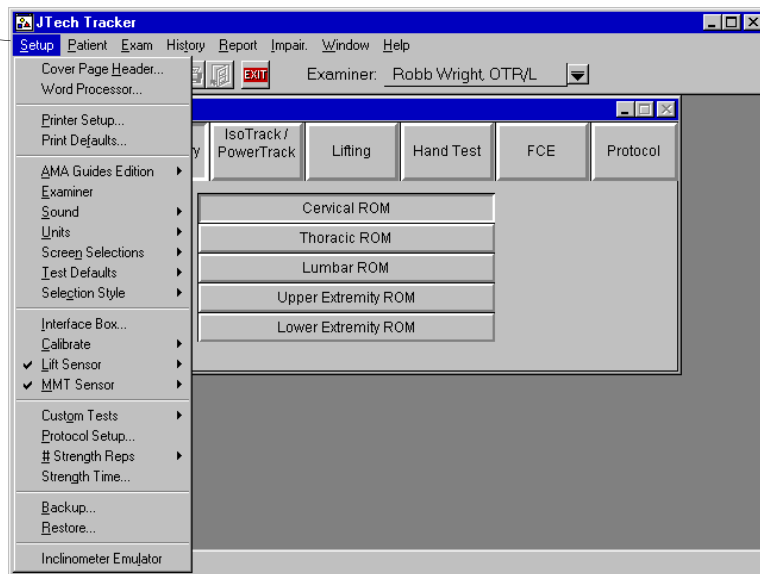 JTech Tracker
Setup Patient Exam History Report Impair. Window Help
EXIT Examiner: Robb Wright, OTR/L
Cover Page Header...
Word Processor...
Printer Setup...
Print Defaults...
AMA Guides Edition
Examiner
Sound
Units
Screen Selections
Test Defaults
Selection Style
Interface Box...
Calibrate
Lift Sensor
MMT Sensor
Custom Tests
Protocol Setup...
# Strength Reps
Strength Time...
Backup...
Restore...
Inclinometer Emulator
IsoTrack /
PowerTrack
Lifting
Hand Test
FCE
Protocol
Cervical ROM
Thoracic ROM
Lumbar ROM
Upper Extremity ROM
Lower Extremity ROM